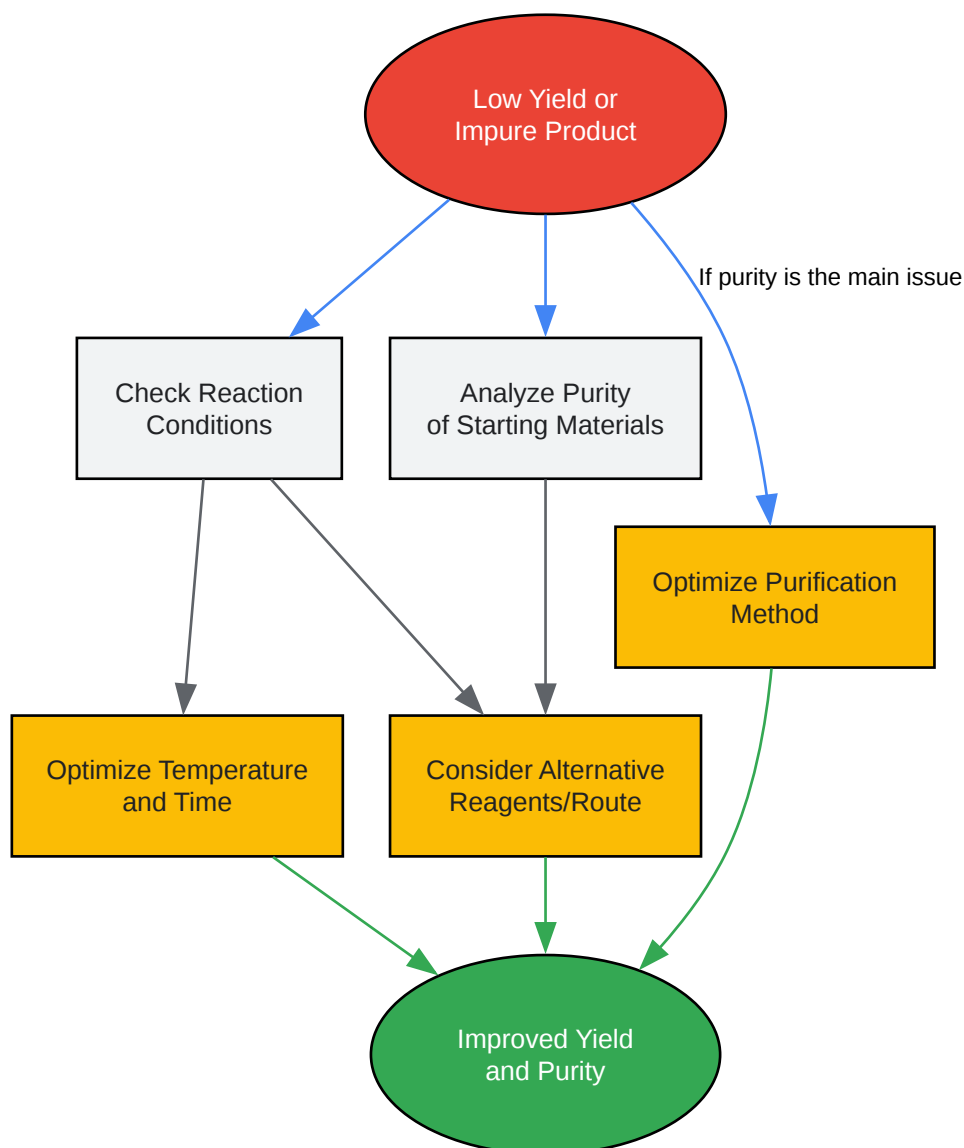 Low Yield or
Impure Product
If purity is the main issue
Check Reaction
Conditions
Analyze Purity
of Starting Materials
Optimize Purification
Method
Optimize Temperature
and Time
Consider Alternative
Reagents/Route
Improved Yield
and Purity